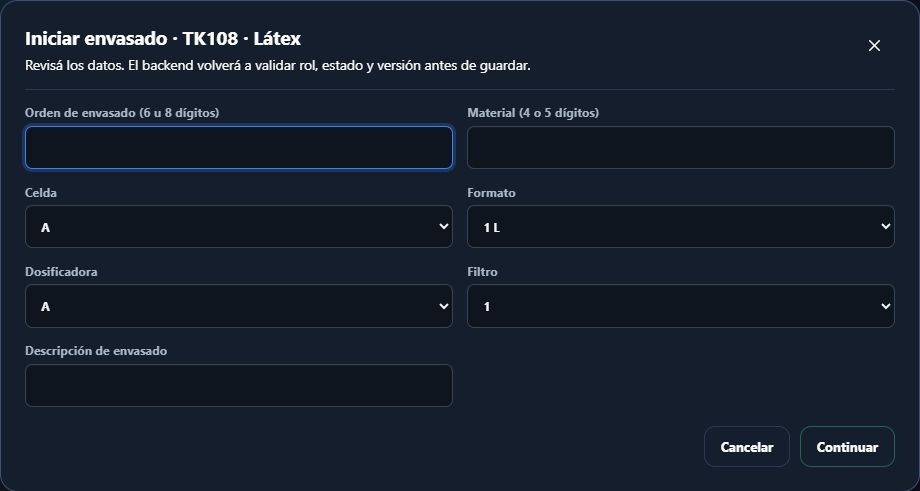 Iniciar envasado · TK108 · Látex
Revisá los datos. El backend volverá a validar rol, estado y versión antes de guardar.
Orden de envasado (6 u 8 dígitos)
Material (4 o 5 dígitos)
Celda
Formato
A
1 L
Dosificadora
Filtro
A
1
Descripción de envasado
Cancelar
Continuar